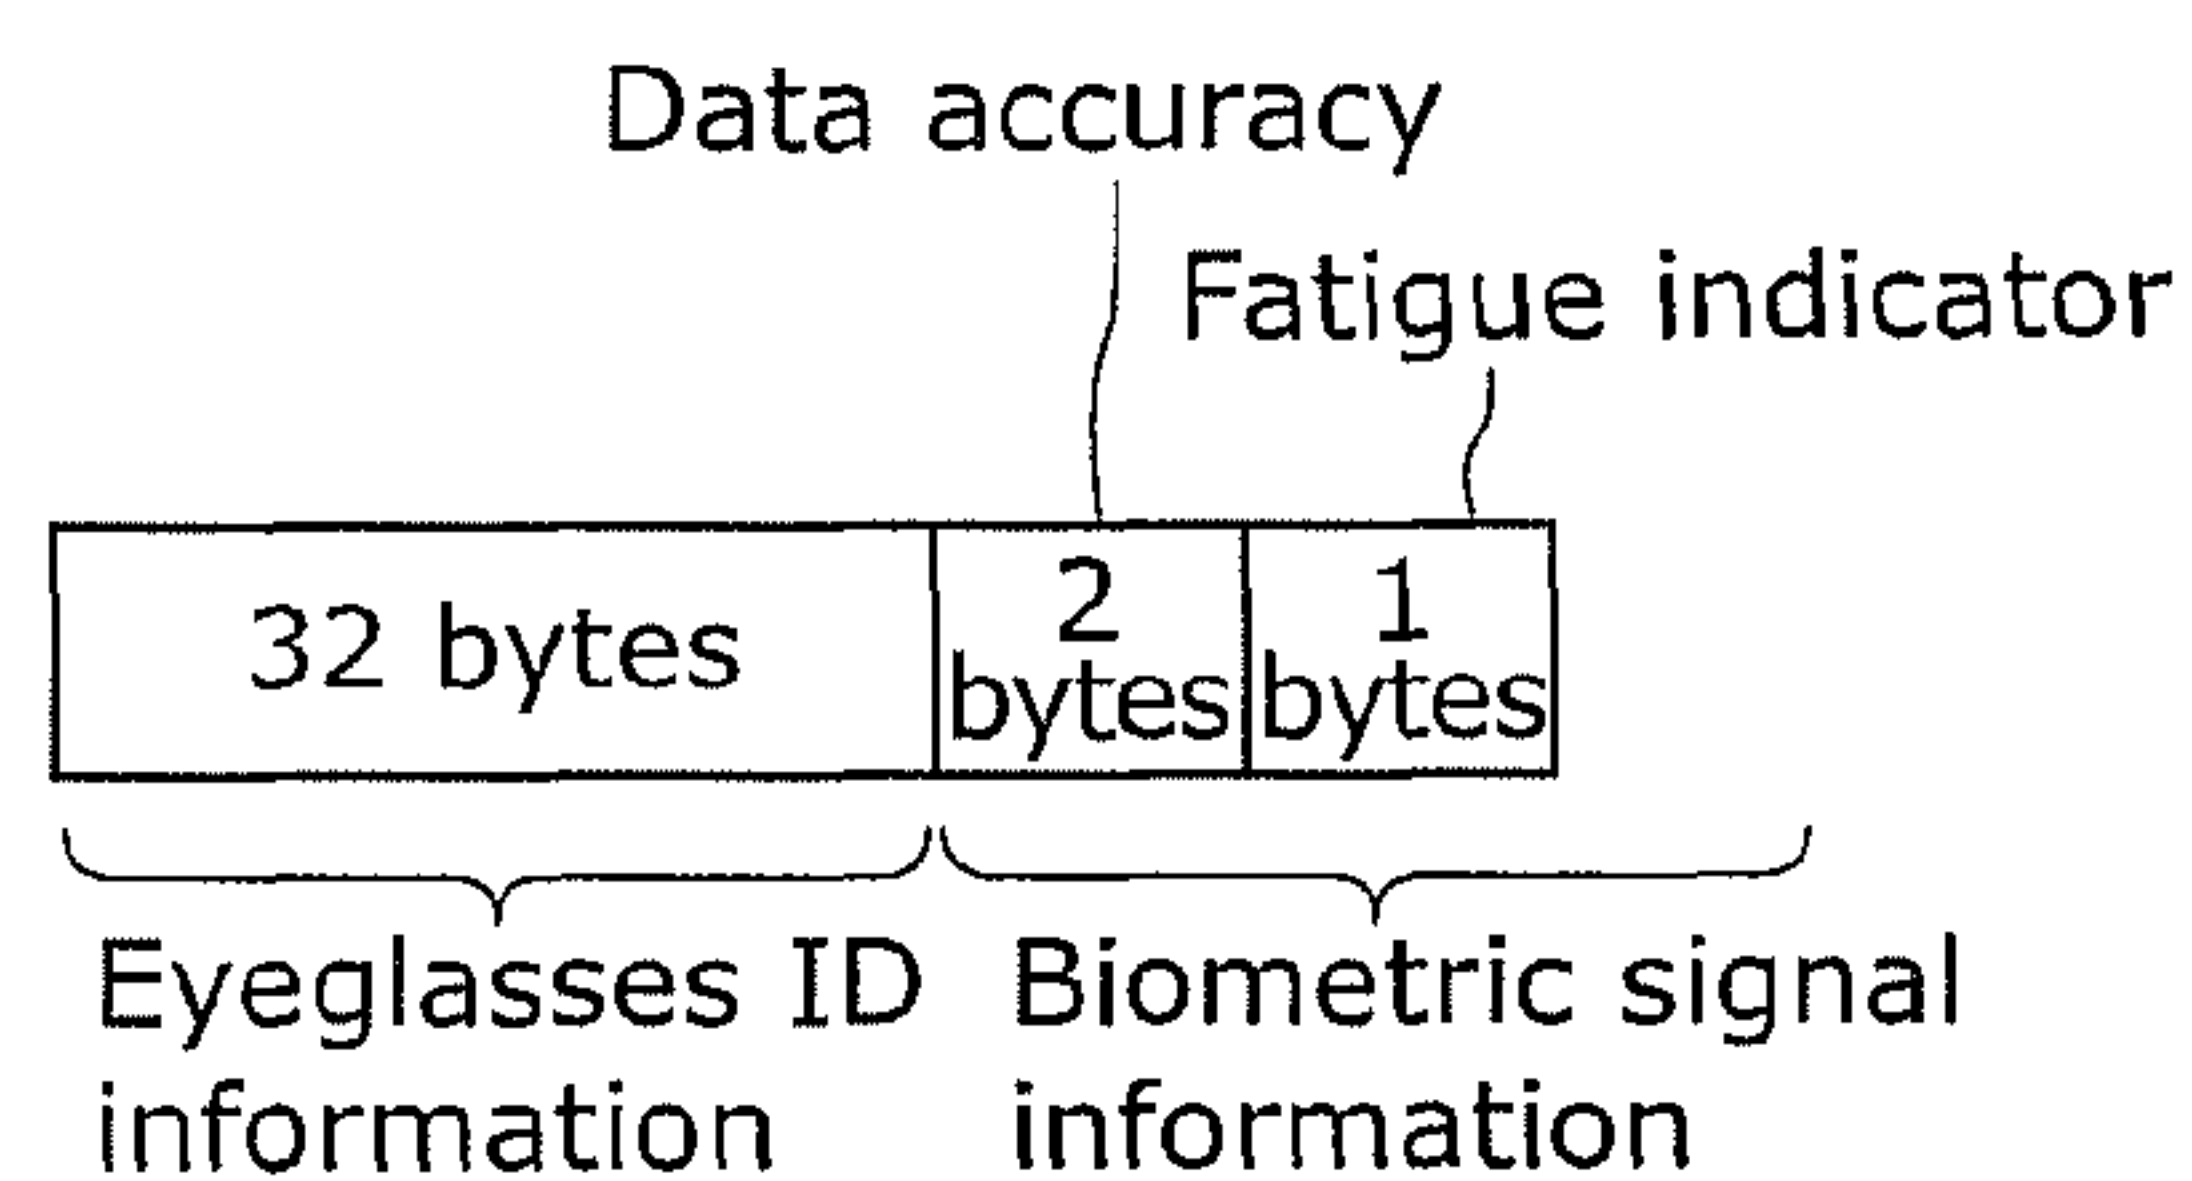 Data accuracy
Fatigue indicator
32 bytes
2
bytes
1
bytes
Eyeglasses ID
information
Biometric signal
information